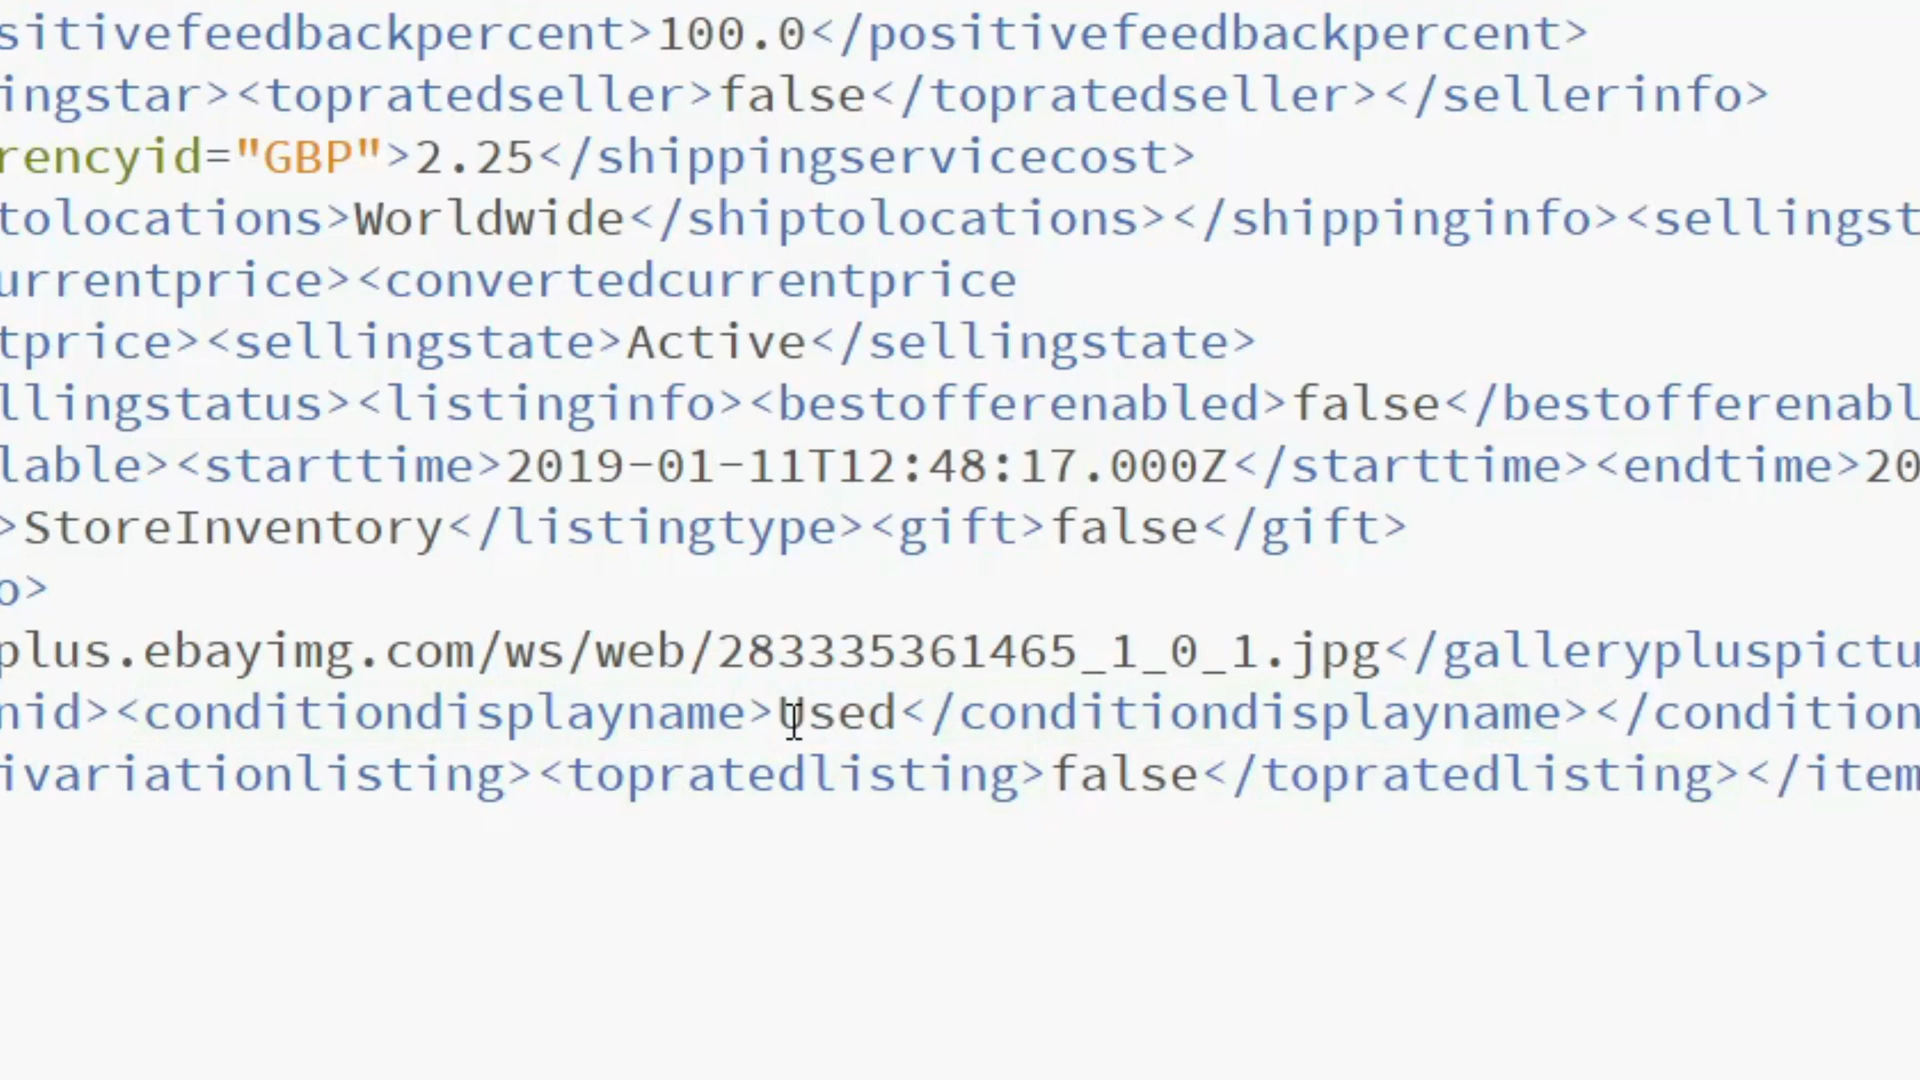 sitivefeedbackpercent>100.0</positivefeedbackpercent>
ingstar><topratedseller>false</topratedseller></sellerinfo>
rencyid="GBP">2.25</shippingservicecost>
tolocations>Worldwide</shiptolocations></shippinginfo><sellingst
urrentprice><convertedcurrentprice
tprice><sellingstate>Active</sellingstate>
llingstatus><listinginfo><bestofferenabled>false</bestofferenabl
lable><starttime>2019-01-11T12:48:17.000Z</starttime><endtime>20
>StoreInventory</listingtype><gift>false</gift>
o>
plus.ebayimg.com/ws/web/283335361465_1_0_1.jpg</gallerypluspictu
nid><conditiondisplayname>Used</conditiondisplayname></condition
ivariationlisting><topratedlisting>false</topratedlisting></item